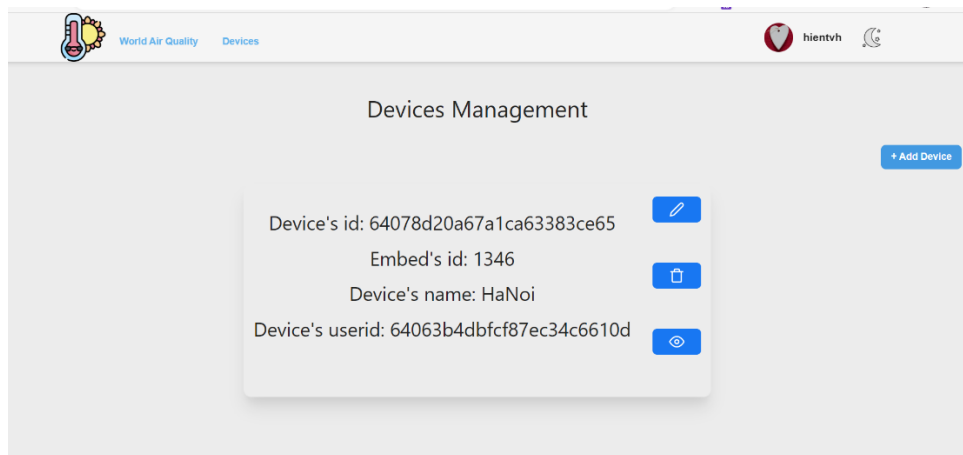 World Air Quality Devices hientvh
Devices Management
+ Add Device
Device's id: 64078d20a67a1ca63383ce65
Embed's id: 1346
Device's name: HaNoi
Device's userid: 64063b4dbfcf87ec34c6610d